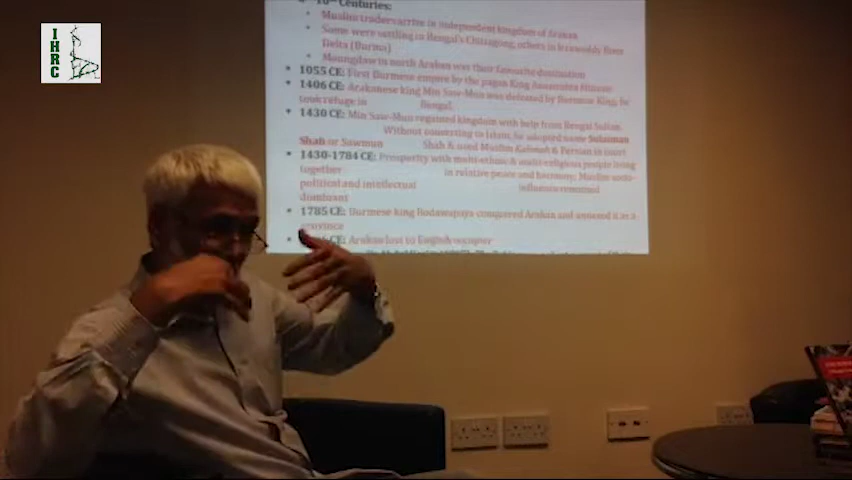 IHRC
10th Centuries:
• Muslim traders arrive in independent kingdom of Arakan
• Some were settling in Bengal's Chittagong, others in Irrawaddy River
Delta (Burma)
• Moungdaw in north Arakan was their favourite destination
• 1055 CE: First Burmese empire by the pagan King
• 1406 CE: Arakanese king Min Saw-Mun was defeated by Burmese King, he
took refuge in Bengal.
• 1430 CE: Min Saw-Mun regained kingdom with help from Bengal Sultan.
Without converting to Islam, he adopted name Sulaiman
Shah or Sawmun Shah & used Muslim Kalimah & Persian in court
• 1430-1784 CE: Prosperity with multi-ethnic & multi-religious people living
together in relative peace and harmony; Muslim socio-
political and intellectual influence remained
dominant
• 1785 CE: Burmese king Bodawpaya conquered Arakan and annexed it as a
province
• CE: Arakan lost to English